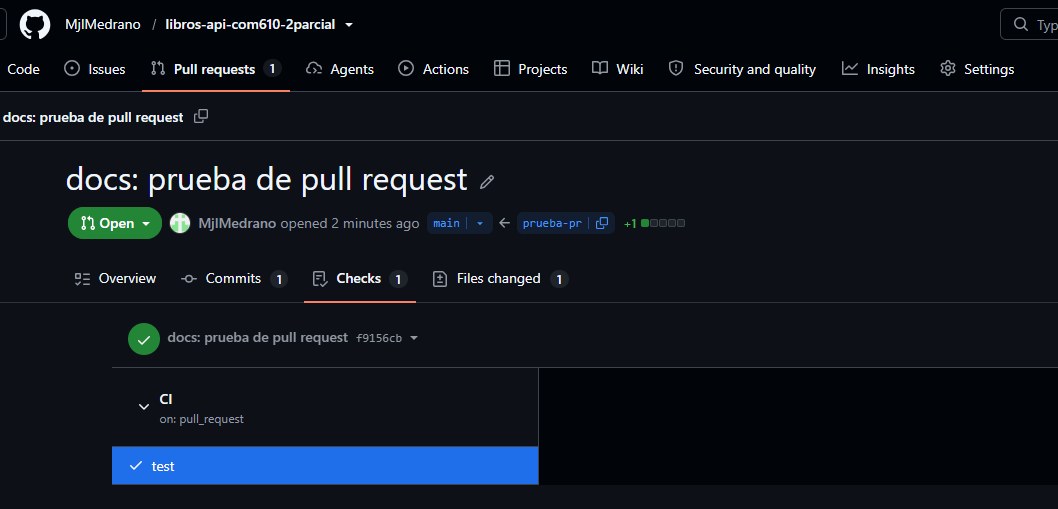 MjlMedrano / libros-api-com610-2parcial
Typ
Code Issues Pull requests 1 Agents Actions Projects Wiki Security and quality Insights Settings
docs: prueba de pull request
docs: prueba de pull request
Open MjlMedrano opened 2 minutes ago main prueba-pr +1
Overview Commits 1 Checks 1 Files changed 1
docs: prueba de pull request f9156cb
CI
on: pull_request
test